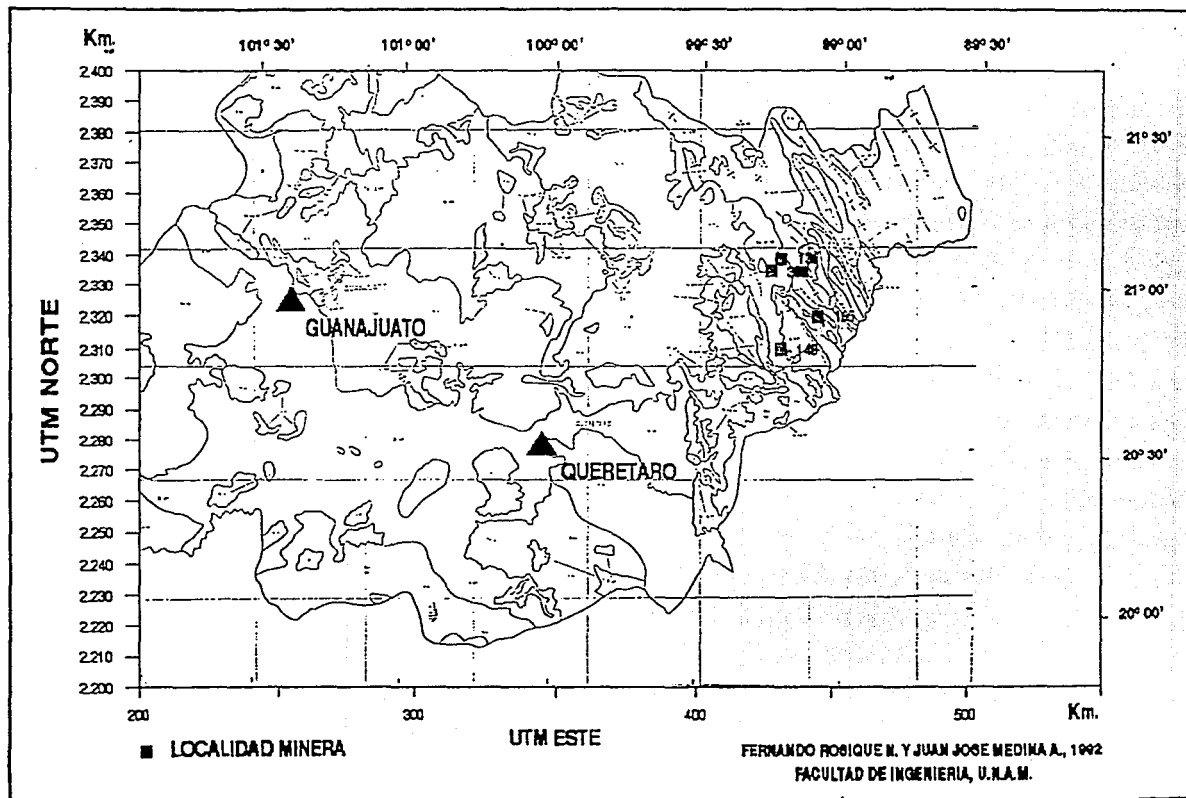 Km. 101° 30' 101° 00' 100° 00' 99° 30' 99° 00' 89° 30'
2.400
2.390
2.380
21° 30'
2.370
2.360
2.350
2.340
2.330
21° 00'
2.320
GUANAJUATO
2.310
149
2.300
2.290
2.280
QUERETARO
20° 30'
2.270
2.260
2.250
2.240
2.230
20° 00'
2.220
2.210
2.200
UTM NORTE
200 300 400 500 Km.
LOCALIDAD MINERA
UTM ESTE
FERNANDO ROSIQUE N. Y JUAN JOSE MEDINA A., 1992
FACULTAD DE INGENIERIA, U.N.A.M.